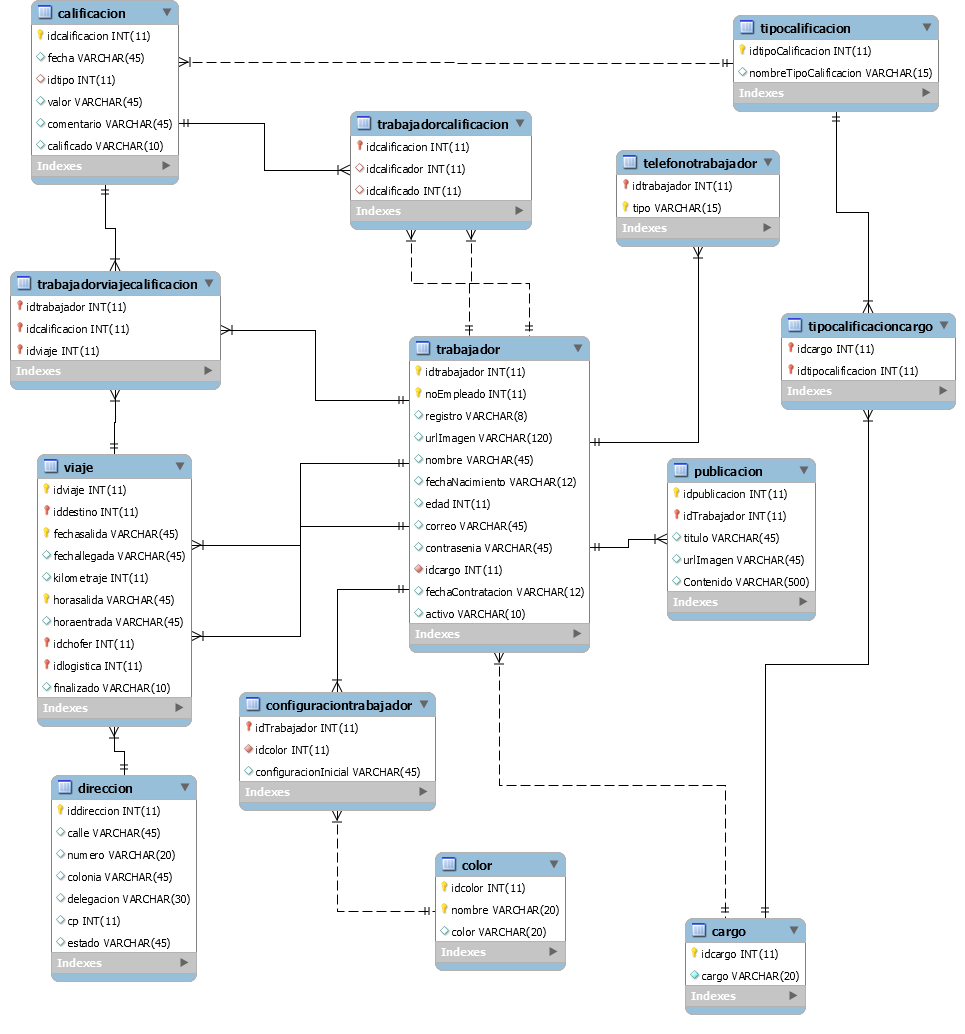 calificacion
idcalificacion INT(11)
fecha VARCHAR(45)
idtipo INT(11)
valor VARCHAR(45)
comentario VARCHAR(45)
calificado VARCHAR(10)
Indexes
tipocalificacion
idtipoCalificacion INT(11)
nombreTipoCalificacion VARCHAR(15)
Indexes
trabajadorcalificacion
idcalificacion INT(11)
idcalificador INT(11)
idcalificado INT(11)
Indexes
telefonotrabajador
idtrabajador INT(11)
tipo VARCHAR(15)
Indexes
trabajadorviajecalificacion
idtrabajador INT(11)
idcalificacion INT(11)
idviaje INT(11)
Indexes
tipocalificacioncargo
idcargo INT(11)
idtipocalificacion INT(11)
Indexes
trabajador
idtrabajador INT(11)
noEmpleado INT(11)
registro VARCHAR(8)
urlImagen VARCHAR(120)
nombre VARCHAR(45)
fechaNacimiento VARCHAR(12)
edad INT(11)
correo VARCHAR(45)
contrasenia VARCHAR(45)
idcargo INT(11)
fechaContratacion VARCHAR(12)
activo VARCHAR(10)
Indexes
viaje
idviaje INT(11)
iddestino INT(11)
fechasalida VARCHAR(45)
fechallegada VARCHAR(45)
kilometraje INT(11)
horasalida VARCHAR(45)
horaentrada VARCHAR(45)
idchofer INT(11)
idlogistica INT(11)
finalizado VARCHAR(10)
Indexes
publicacion
idpublicacion INT(11)
idTrabajador INT(11)
titulo VARCHAR(45)
urlImagen VARCHAR(45)
Contenido VARCHAR(500)
Indexes
configuraciontrabajador
idTrabajador INT(11)
idcolor INT(11)
configuracionInicial VARCHAR(45)
Indexes
direccion
iddireccion INT(11)
calle VARCHAR(45)
numero VARCHAR(20)
colonia VARCHAR(45)
delegacion VARCHAR(30)
cp INT(11)
estado VARCHAR(45)
Indexes
color
idcolor INT(11)
nombre VARCHAR(20)
color VARCHAR(20)
Indexes
cargo
idcargo INT(11)
cargo VARCHAR(20)
Indexes